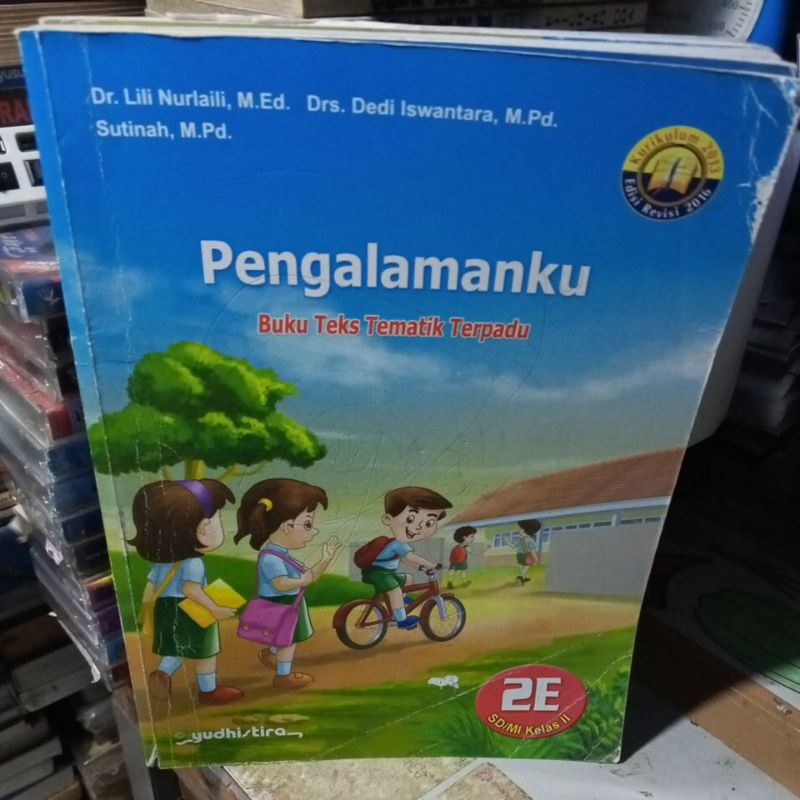 Dr. Lili Nurlaili, M.Ed. Drs. Dedi Iswantara, M.Pd.
Sutinah, M.Pd.
Kurikulum 2013
Edisi Revisi 2016
Pengalamanku
Buku Teks Tematik Terpadu
2E
SD/MI Kelas II
© yudhistira